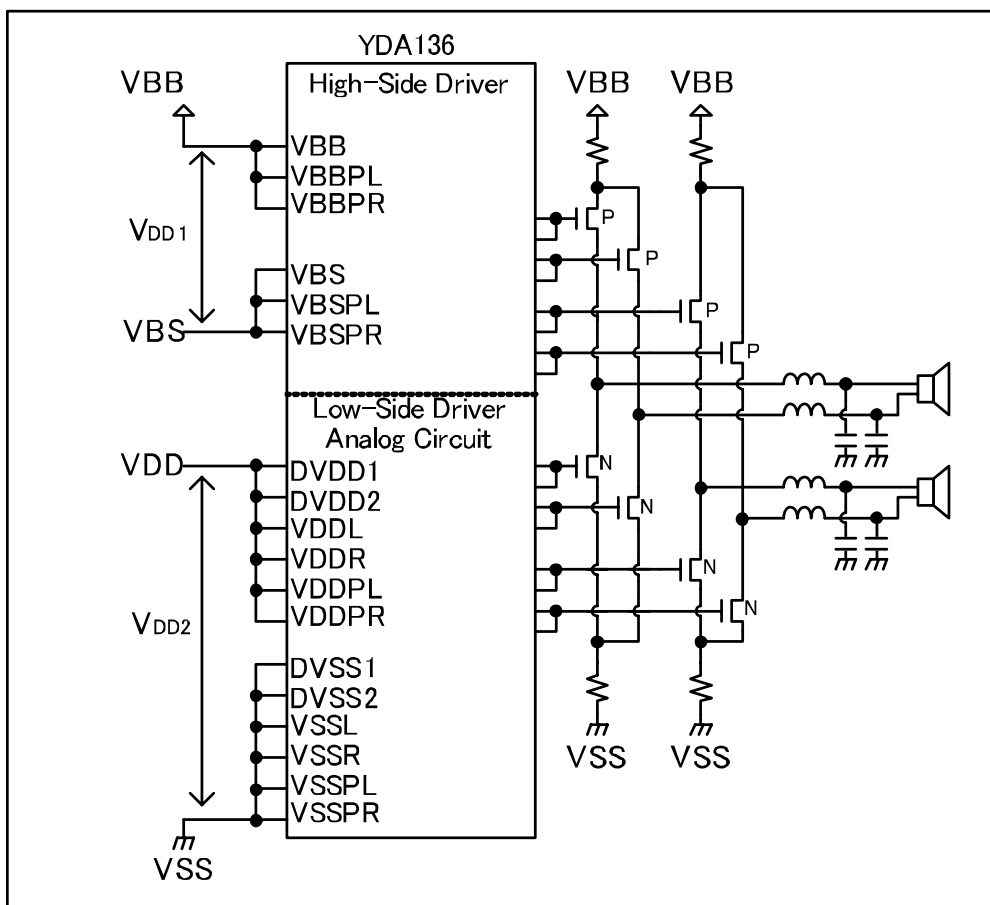 YDA136
High-Side Driver
VBB
VBB
VBB
VBB
VBBPL
VBBPR
VDD1
P
P
VBS
VBSPL
VBS
VBSPR
P
P
Low-Side Driver
Analog Circuit
VDD
DVDD1
N
DVDD2
N
VDDL
VDDR
N
VDDPL
N
VDDPR
VDD2
DVSS1
DVSS2
VSSL
VSSR
VSSPL
VSSPR
VSS
VSS
VSS